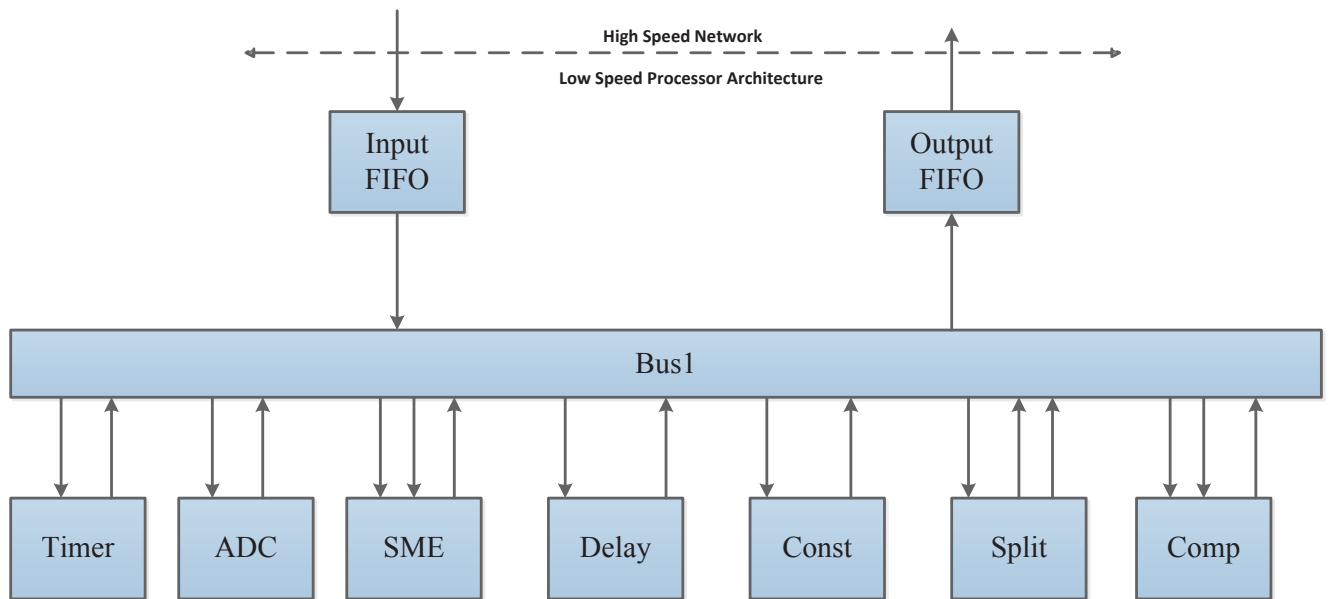 High Speed Network
Low Speed Processor Architecture
Input
FIFO
Output
FIFO
Bus1
Timer
ADC
SME
Delay
Const
Split
Comp